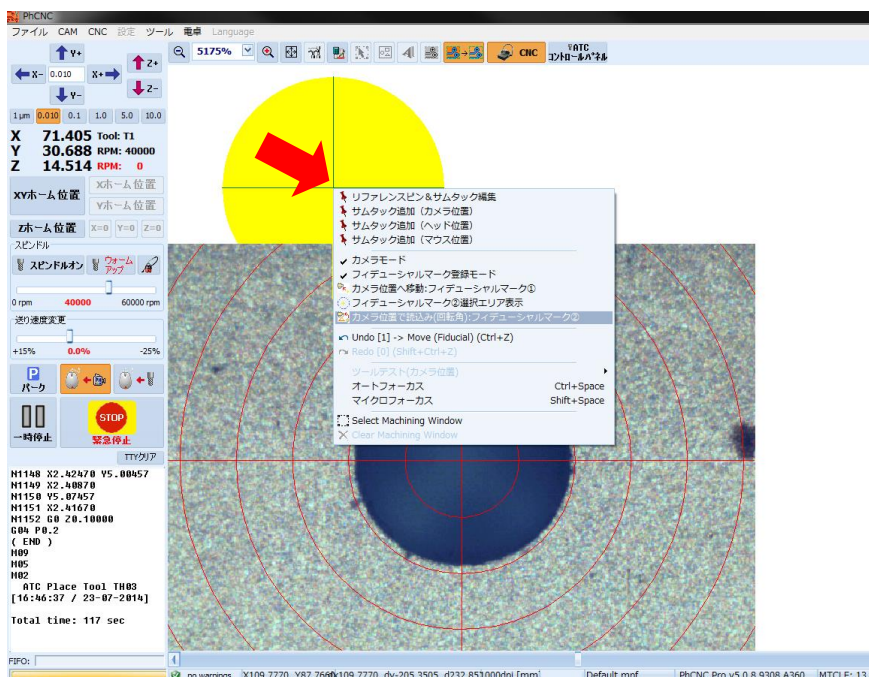 PhCNC
ファイル CAM CNC 設定 ツール 電卓 Language
5175%
CNC
ATC
コントロールパネル
Y+
Z+
X- 0.010 X+
Y-
Z-
1µm 0.010 0.1 1.0 5.0 10.0
X 71.405 Tool: T1
Y 30.688 RPM: 40000
Z 14.514 RPM: 0
XYホーム位置
Xホーム位置
Yホーム位置
Zホーム位置 X=0 Y=0 Z=0
スピンドル
スピンドルオン
ウォームアップ
0 rpm 40000 60000 rpm
送り速度変更
+15% 0.0% -25%
P
パーク
一時停止
STOP
緊急停止
TTYクリア
N1148 X2.42470 Y5.00457
N1149 X2.40870
N1150 Y5.07457
N1151 X2.41670
N1152 G0 Z0.10000
G04 P0.2
( END )
M09
M05
M02
ATC Place Tool TH03
[16:46:37 / 23-07-2014]
Total time: 117 sec
FIFO:
リファレンスピン&サムタック編集
サムタック追加（カメラ位置）
サムタック追加（ヘッド位置）
サムタック追加（マウス位置）
カメラモード
フィデューシャルマーク登録モード
カメラ位置へ移動:フィデューシャルマーク①
フィデューシャルマーク②選択エリア表示
カメラ位置で読込み(回転角):フィデューシャルマーク②
Undo [1] -> Move (Fiducial) (Ctrl+Z)
Redo [0] (Shift+Ctrl+Z)
ツールテスト(カメラ位置)
オートフォーカス Ctrl+Space
マイクロフォーカス Shift+Space
Select Machining Window
Clear Machining Window
no warnings 109.7770, dy-205.3505, d232.85 1000dpi [mm] Default.mnf PhCNC Pro v5.0.8.9308 A360 MTCLF: 13